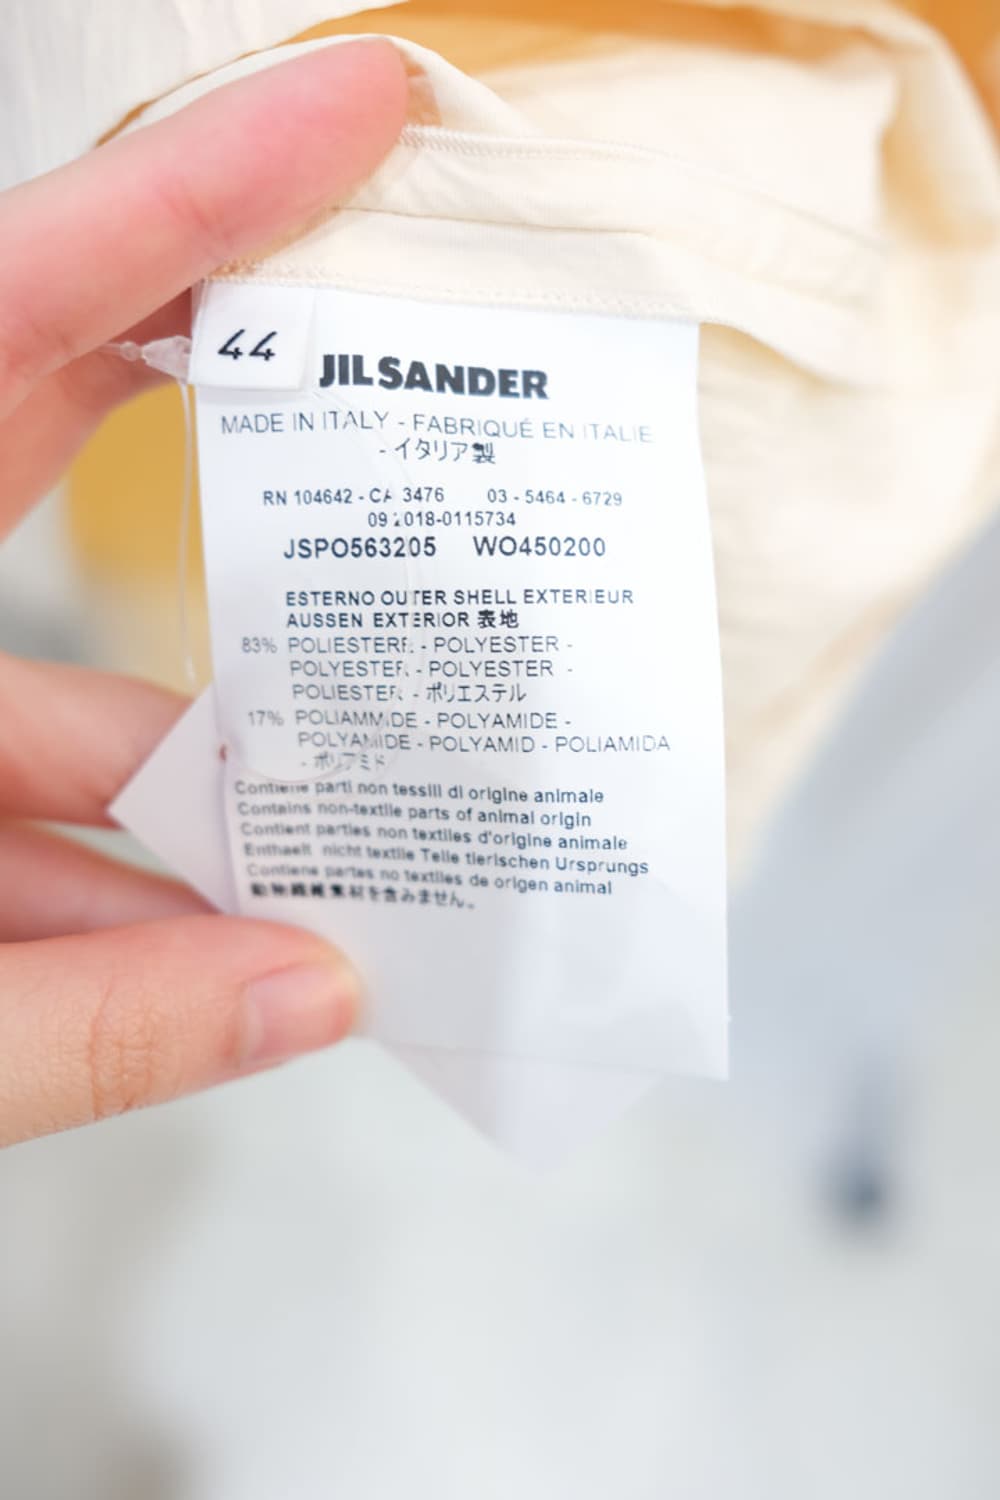 44
JIL SANDER
MADE IN ITALY - FABRIQUÉ EN ITALIE
- イタリア製
RN 104642 - CA 3476 03 - 5464 - 6729
09 2018-0115734
JSPO563205 WO450200
ESTERNO OUTER SHELL EXTERIEUR
AUSSEN EXTERIOR 表地
83% POLIESTERE - POLYESTER -
POLYESTER - POLYESTER -
POLIESTER - ポリエステル
17% POLIAMMIDE - POLYAMIDE -
POLYAMIDE - POLYAMID - POLIAMIDA
- ポリアミド
Contiene parti non tessili di origine animale
Contains non-textile parts of animal origin
Contient parties non textiles d'origine animale
Enthaelt nicht textile Teile tierischen Ursprungs
Contiene partes no textiles de origen animal
動物繊維素材を含みません。